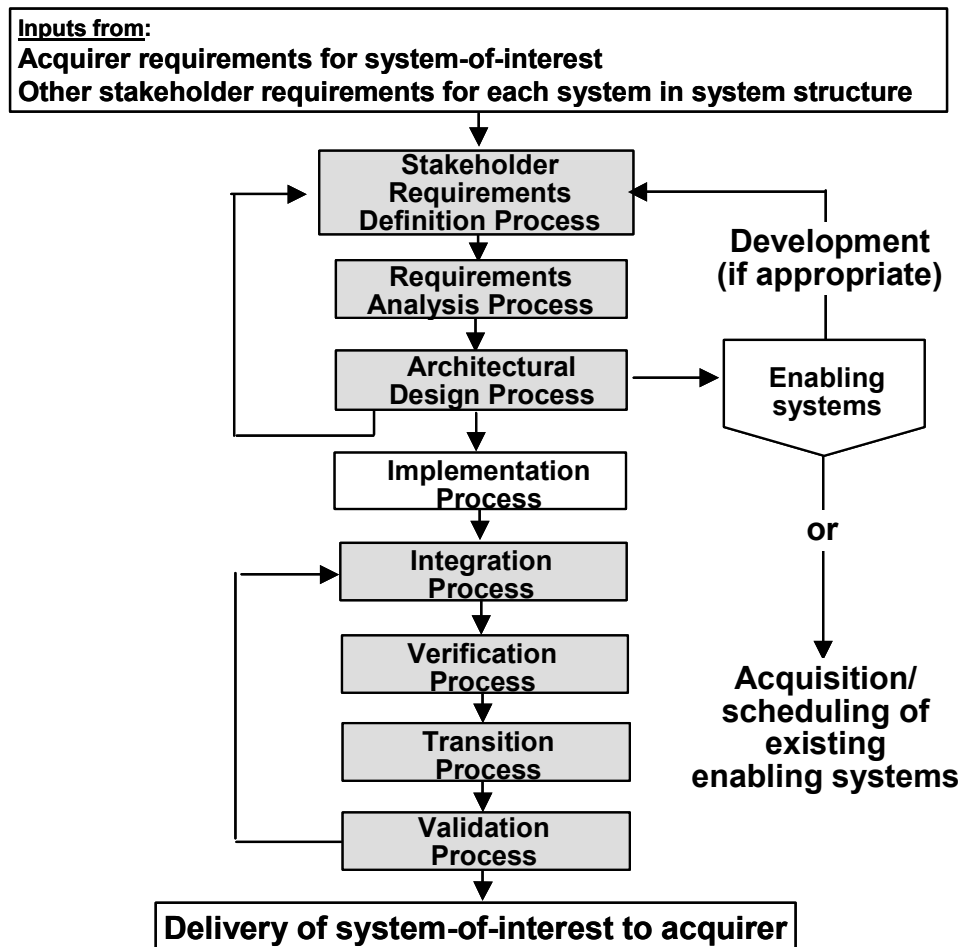 Inputs from:
Acquirer requirements for system-of-interest
Other stakeholder requirements for each system in system structure
Stakeholder
Requirements
Definition Process
Development
(if appropriate)
Requirements
Analysis Process
Architectural
Design Process
Enabling
systems
Implementation
Process
or
Integration
Process
Verification
Process
Acquisition/
scheduling of
existing
enabling systems
Transition
Process
Validation
Process
Delivery of system-of-interest to acquirer